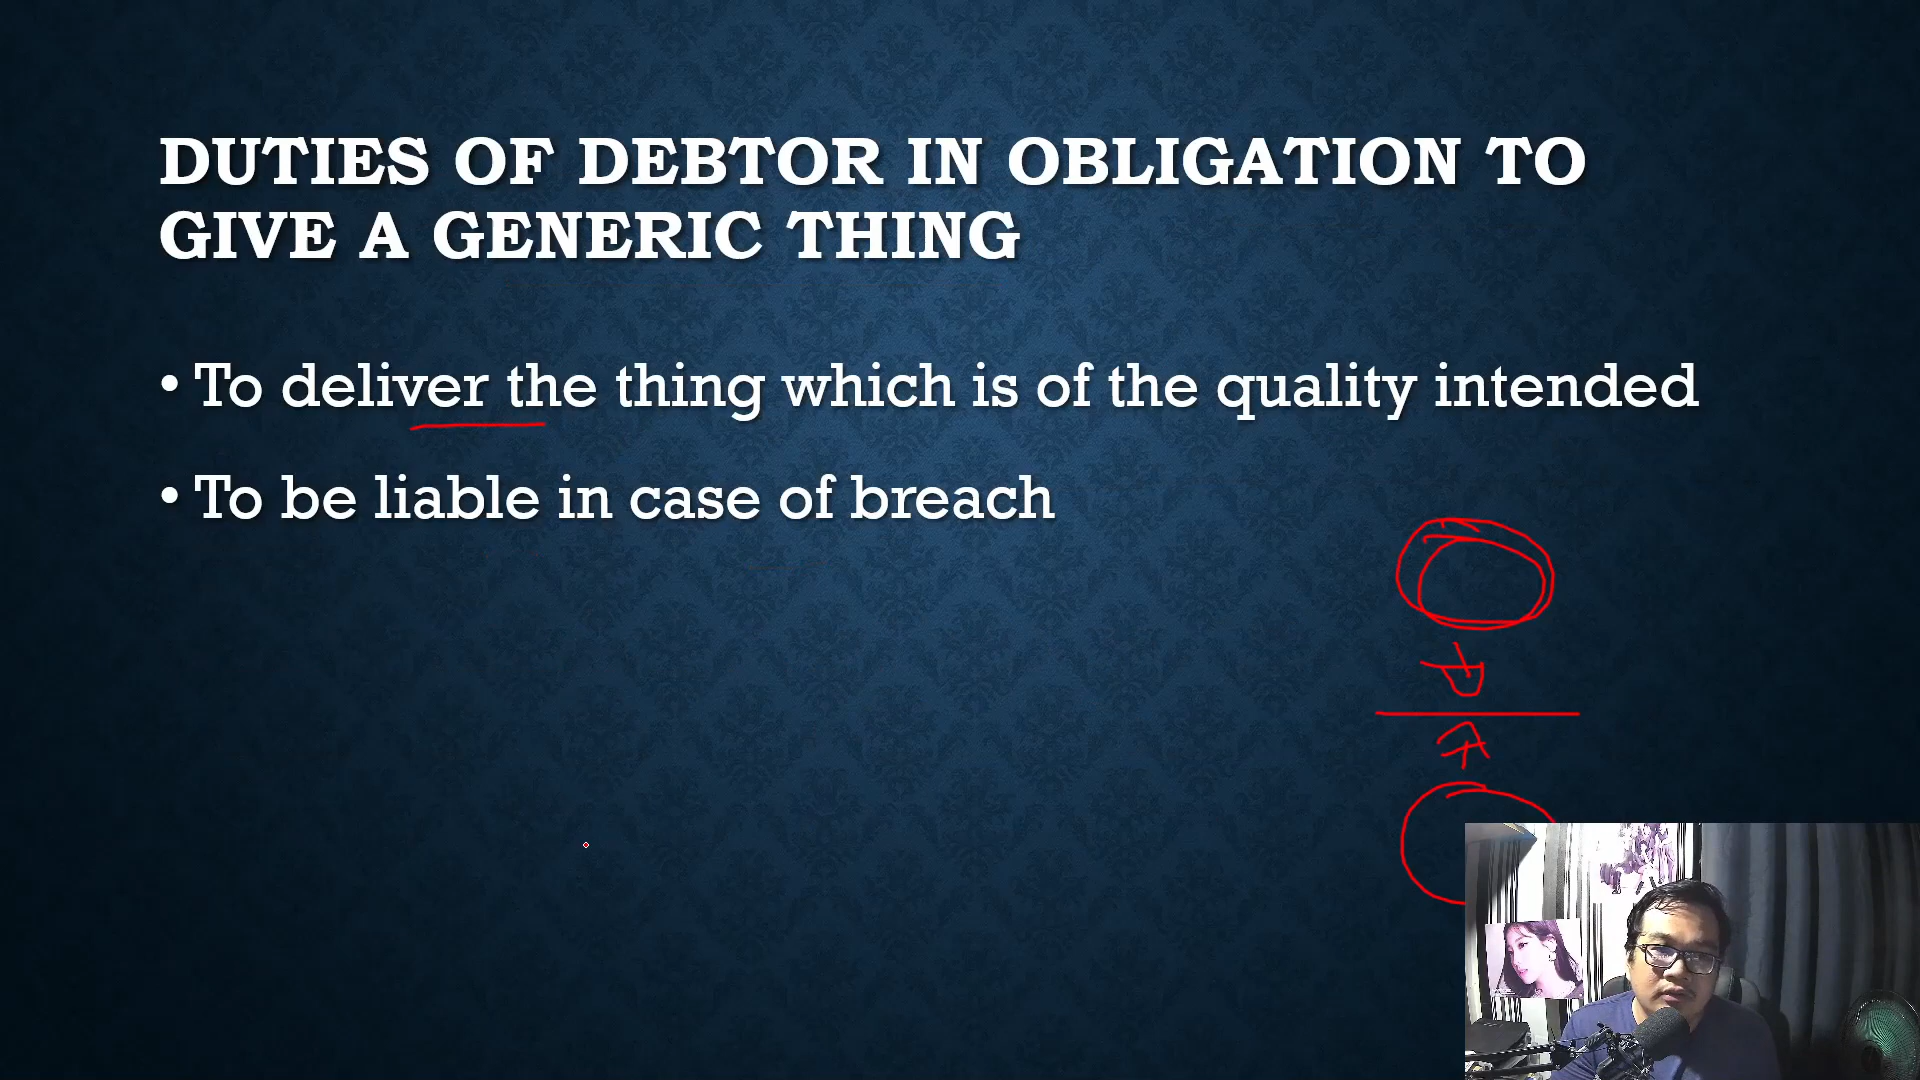 DUTIES OF DEBTOR IN OBLIGATION TO
GIVE A GENERIC THING
• To deliver the thing which is of the quality intended
• To be liable in case of breach